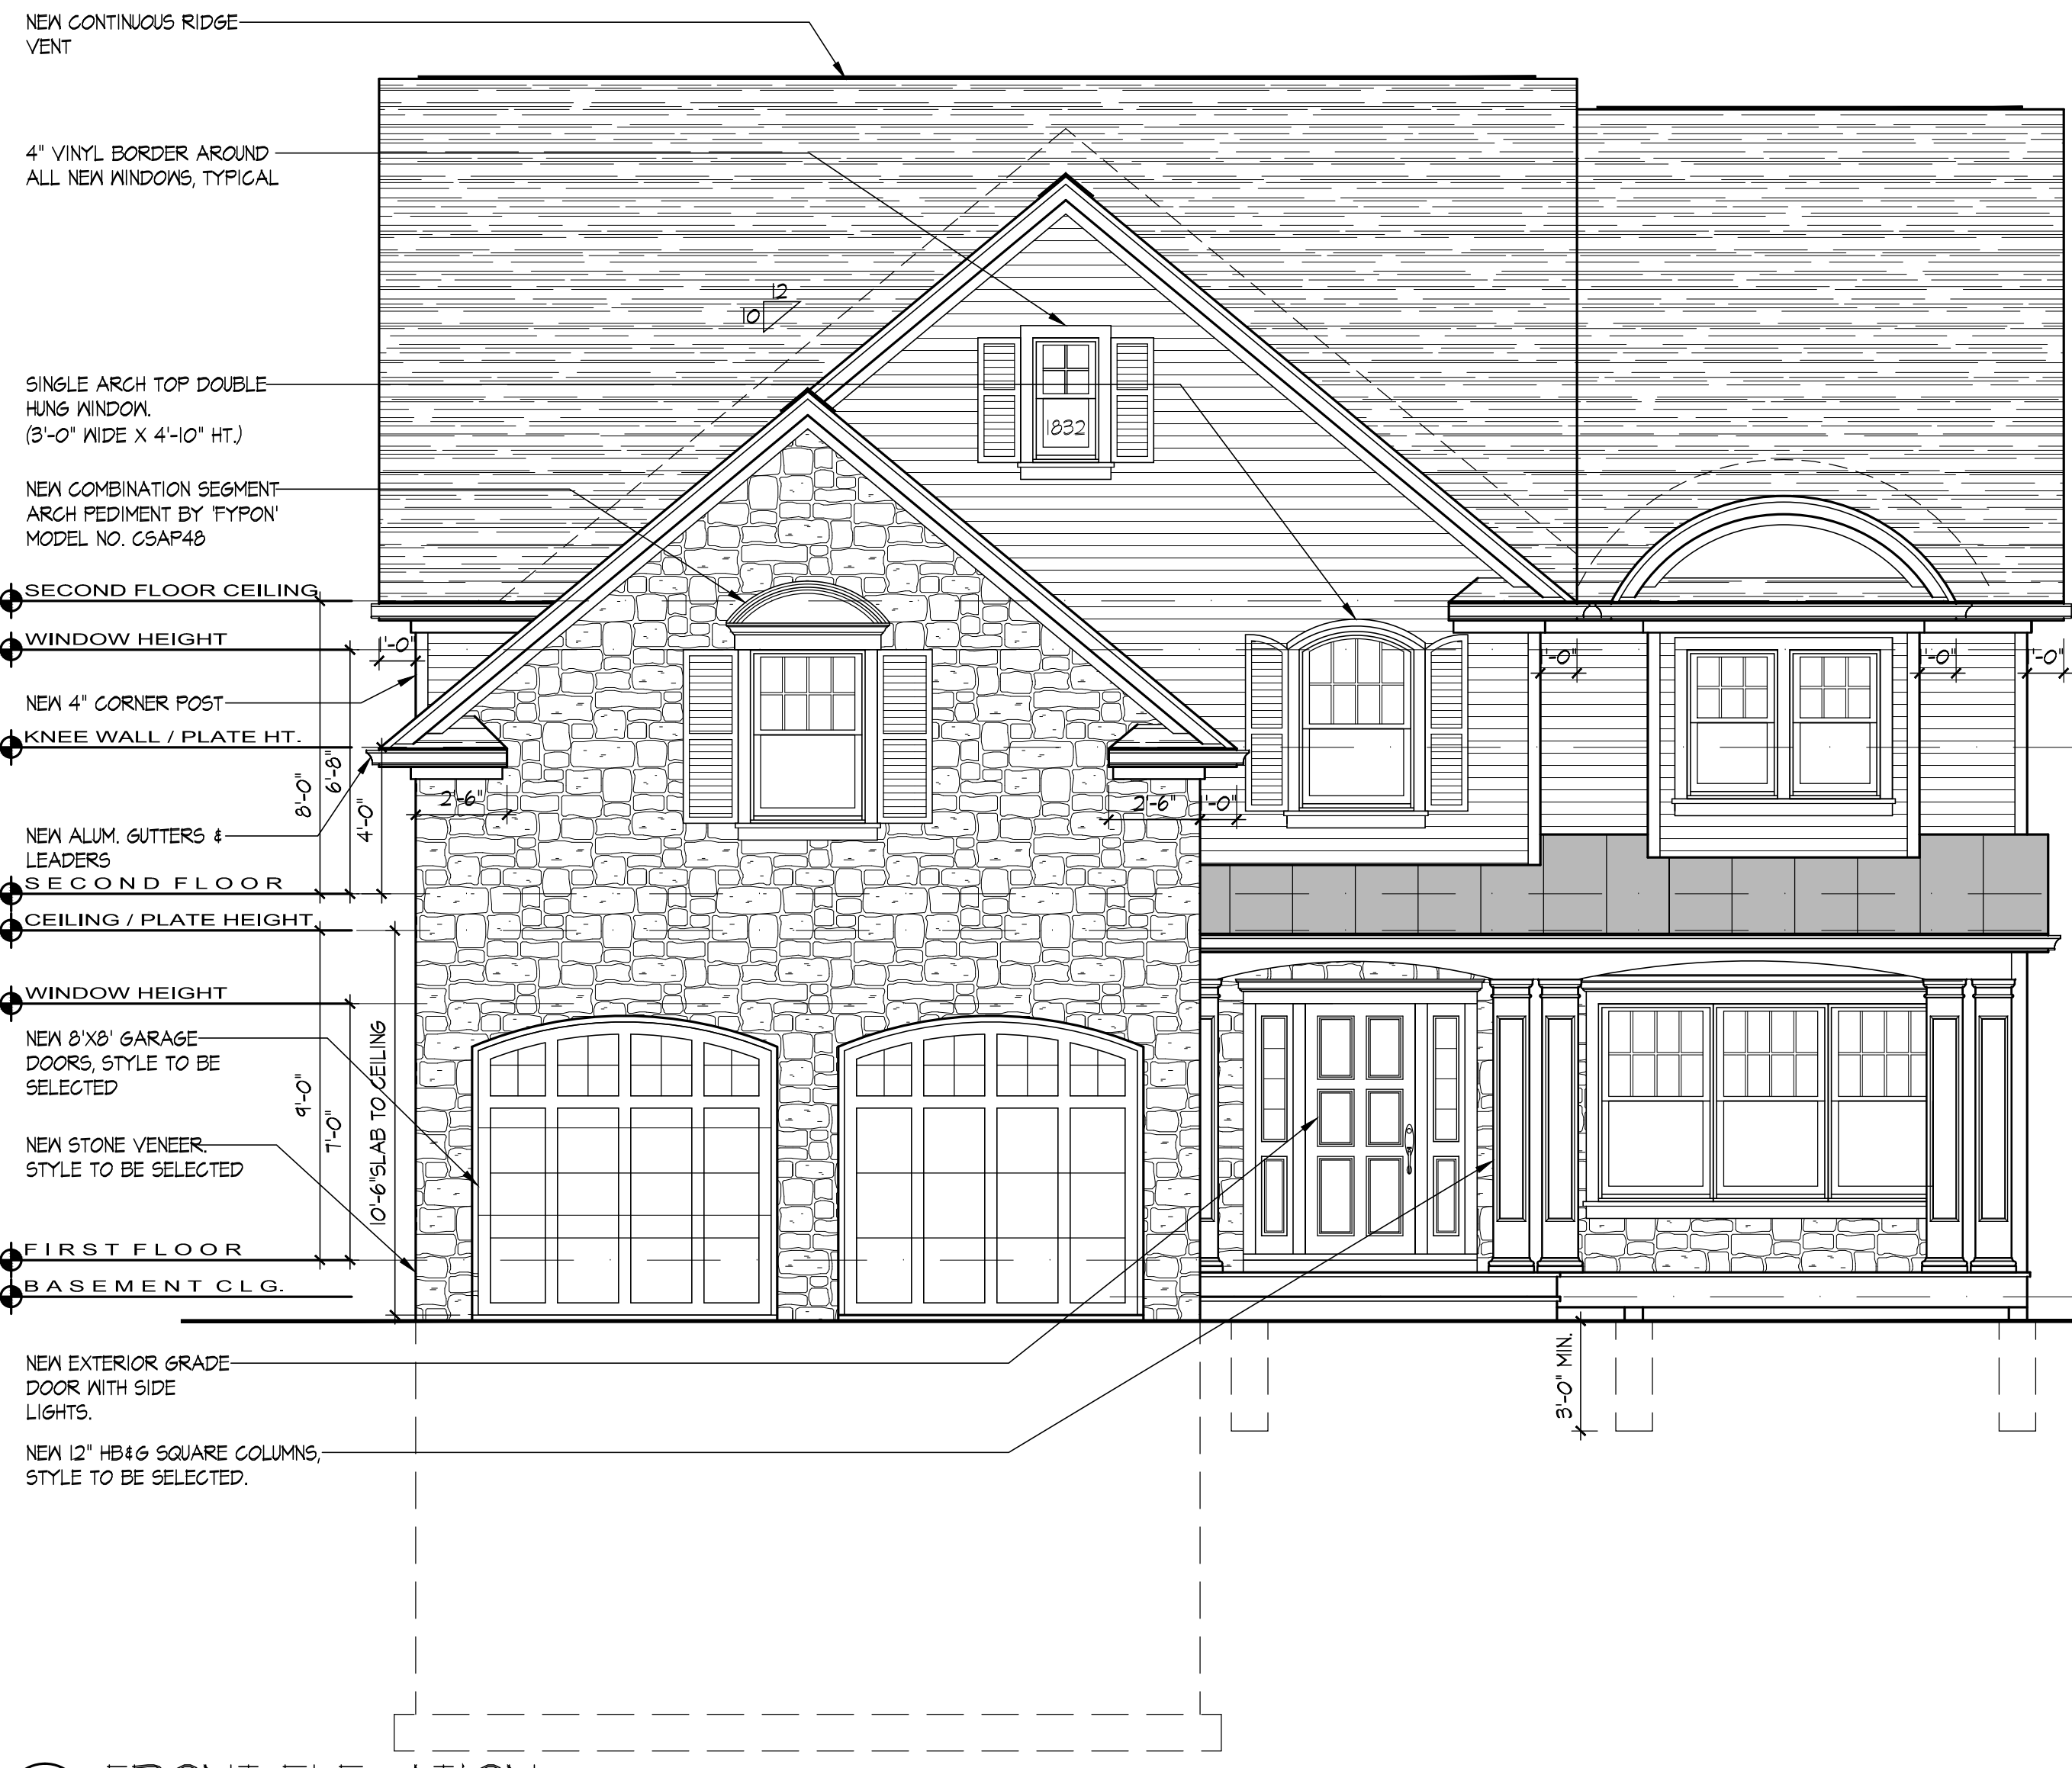 NEW CONTINUOUS RIDGE
VENT
4" VINYL BORDER AROUND
ALL NEW WINDOWS, TYPICAL
12
10
SINGLE ARCH TOP DOUBLE
HUNG WINDOW.
(3'-0" WIDE X 4'-10" HT.)
1832
NEW COMBINATION SEGMENT
ARCH PEDIMENT BY 'FYPON'
MODEL NO. CSAP48
SECOND FLOOR CEILING
WINDOW HEIGHT
1'-0"
1'-0"
1'-0"
1'-0"
NEW 4" CORNER POST
KNEE WALL / PLATE HT.
8'-0"
6'-8"
4'-0"
2'-6"
2'-6"
1'-0"
NEW ALUM. GUTTERS &
LEADERS
SECOND FLOOR
CEILING / PLATE HEIGHT
WINDOW HEIGHT
NEW 8'X8' GARAGE
DOORS, STYLE TO BE
SELECTED
9'-0"
7'-0"
10'-6" SLAB TO CEILING
NEW STONE VENEER.
STYLE TO BE SELECTED
FIRST FLOOR
BASEMENT CLG.
3'-0" MIN.
NEW EXTERIOR GRADE
DOOR WITH SIDE
LIGHTS.
NEW 12" HB&G SQUARE COLUMNS,
STYLE TO BE SELECTED.